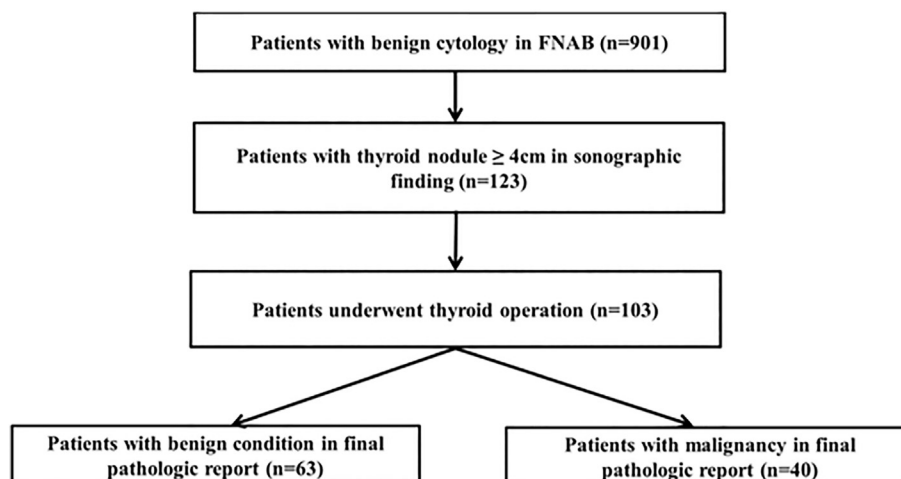 Patients with benign cytology in FNAB (n=901)
Patients with thyroid nodule ≥ 4cm in sonographic
finding (n=123)
Patients underwent thyroid operation (n=103)
Patients with benign condition in final
pathologic report (n=63)
Patients with malignancy in final
pathologic report (n=40)